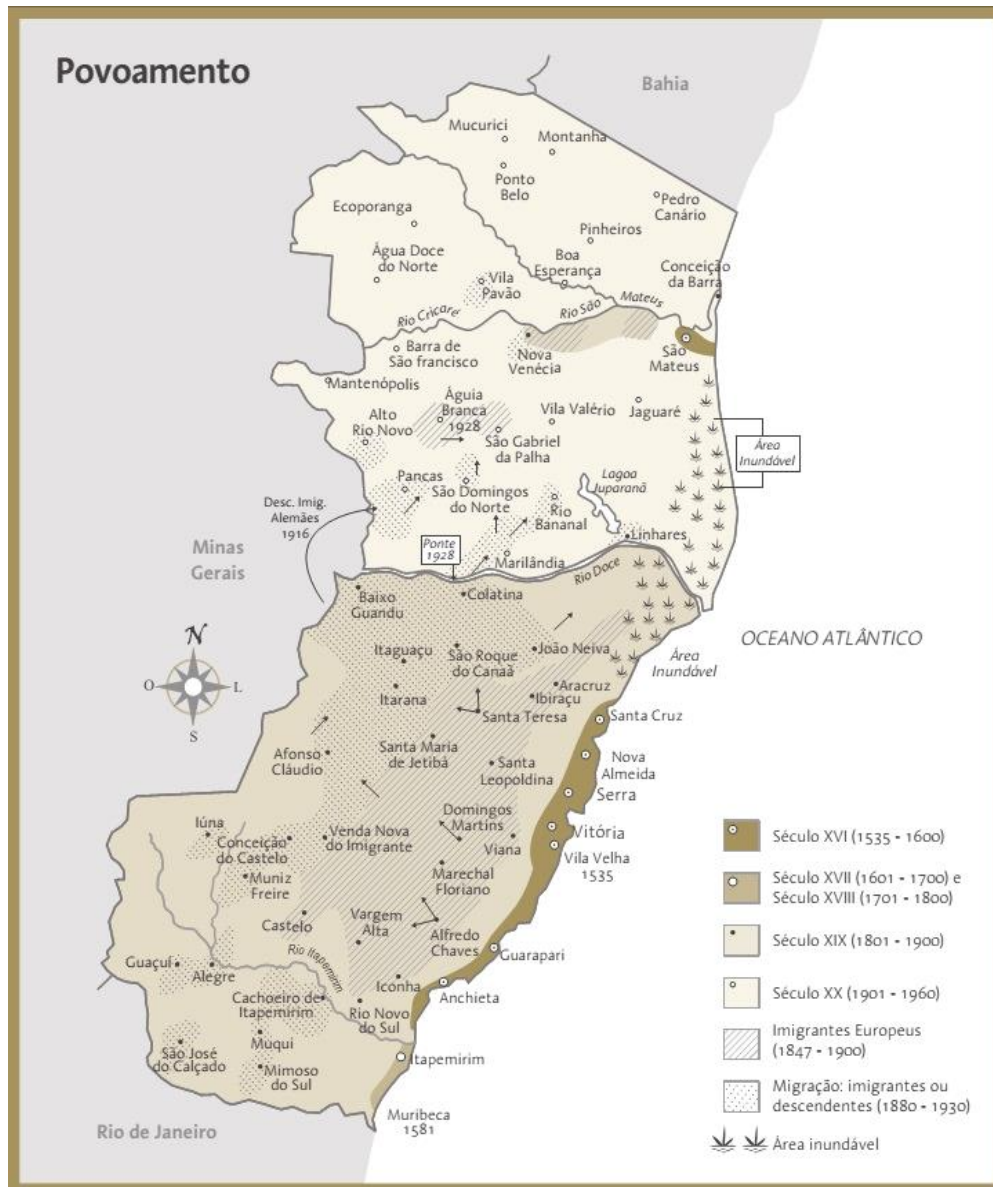 Povoamento
Bahia
Mucurici
Montanha
Ponto
Belo
Pedro
Canário
Ecoporanga
Pinheiros
Água Doce
do Norte
Boa
Esperança
Conceição
da Barra
Vila
Pavão
Rio Cricaré
Rio São Mateus
Barra de
São francisco
Nova
Venécia
São
Mateus
Mantenópolis
Águia
Branca
1928
Alto
Rio Novo
Vila Valério
Jaguaré
São Gabriel
da Palha
Área
Inundável
Pancas
São Domingos
do Norte
Lagoa
Juparanã
Rio
Bananal
Desc. Imig.
Alemães
1916
Linhares
Minas
Gerais
Ponte
1928
Marilândia
Rio Doce
Baixo
Guandu
Colatina
OCEANO ATLÂNTICO
Itaguaçu
São Roque
do Canaã
João Neiva
Área
Inundável
N
O
L
S
Itarana
Aracruz
Ibiraçu
Santa Teresa
Santa Cruz
Afonso
Cláudio
Santa Maria
de Jetibá
Santa
Leopoldina
Nova
Almeida
Serra
Iúna
Conceição
do Castelo
Venda Nova
do Imigrante
Domingos
Martins
Viana
Vitória
Vila Velha
1535
Muniz
Freire
Marechal
Floriano
Castelo
Vargem
Alta
Alfredo
Chaves
Guarapari
Guaçuí
Alegre
Rio Itapemirim
Iconha
Anchieta
Cachoeiro de
Itapemirim
Rio Novo
do Sul
São José
do Calçado
Muqui
Mimoso
do Sul
Itapemirim
Muribeca
1581
Rio de Janeiro
Século XVI (1535 - 1600)
Século XVII (1601 - 1700) e
Século XVIII (1701 - 1800)
Século XIX (1801 - 1900)
Século XX (1901 - 1960)
Imigrantes Europeus
(1847 - 1900)
Migração: imigrantes ou
descendentes (1880 - 1930)
Área inundável